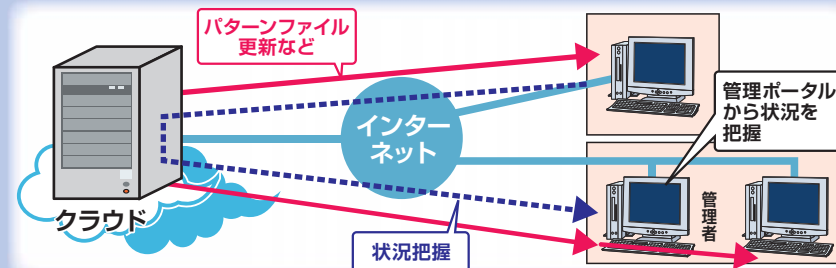 パターンファイル
更新など
インター
ネット
管理ポータル
から状況を
把握
管理者
クラウド
状況把握